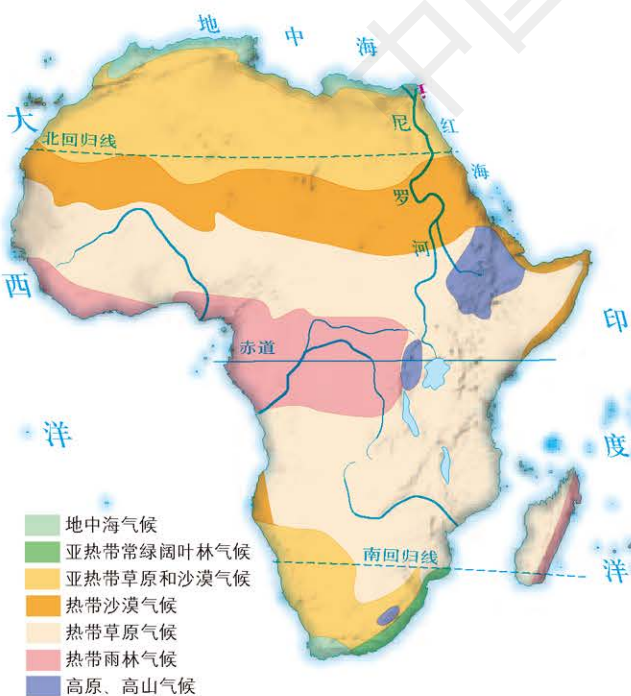 中国
地中海
大西洋
北回归线
尼罗河
红海
赤道
印度洋
南回归线
地中海气候
亚热带常绿阔叶林气候
亚热带草原和沙漠气候
热带沙漠气候
热带草原气候
热带雨林气候
高原、高山气候